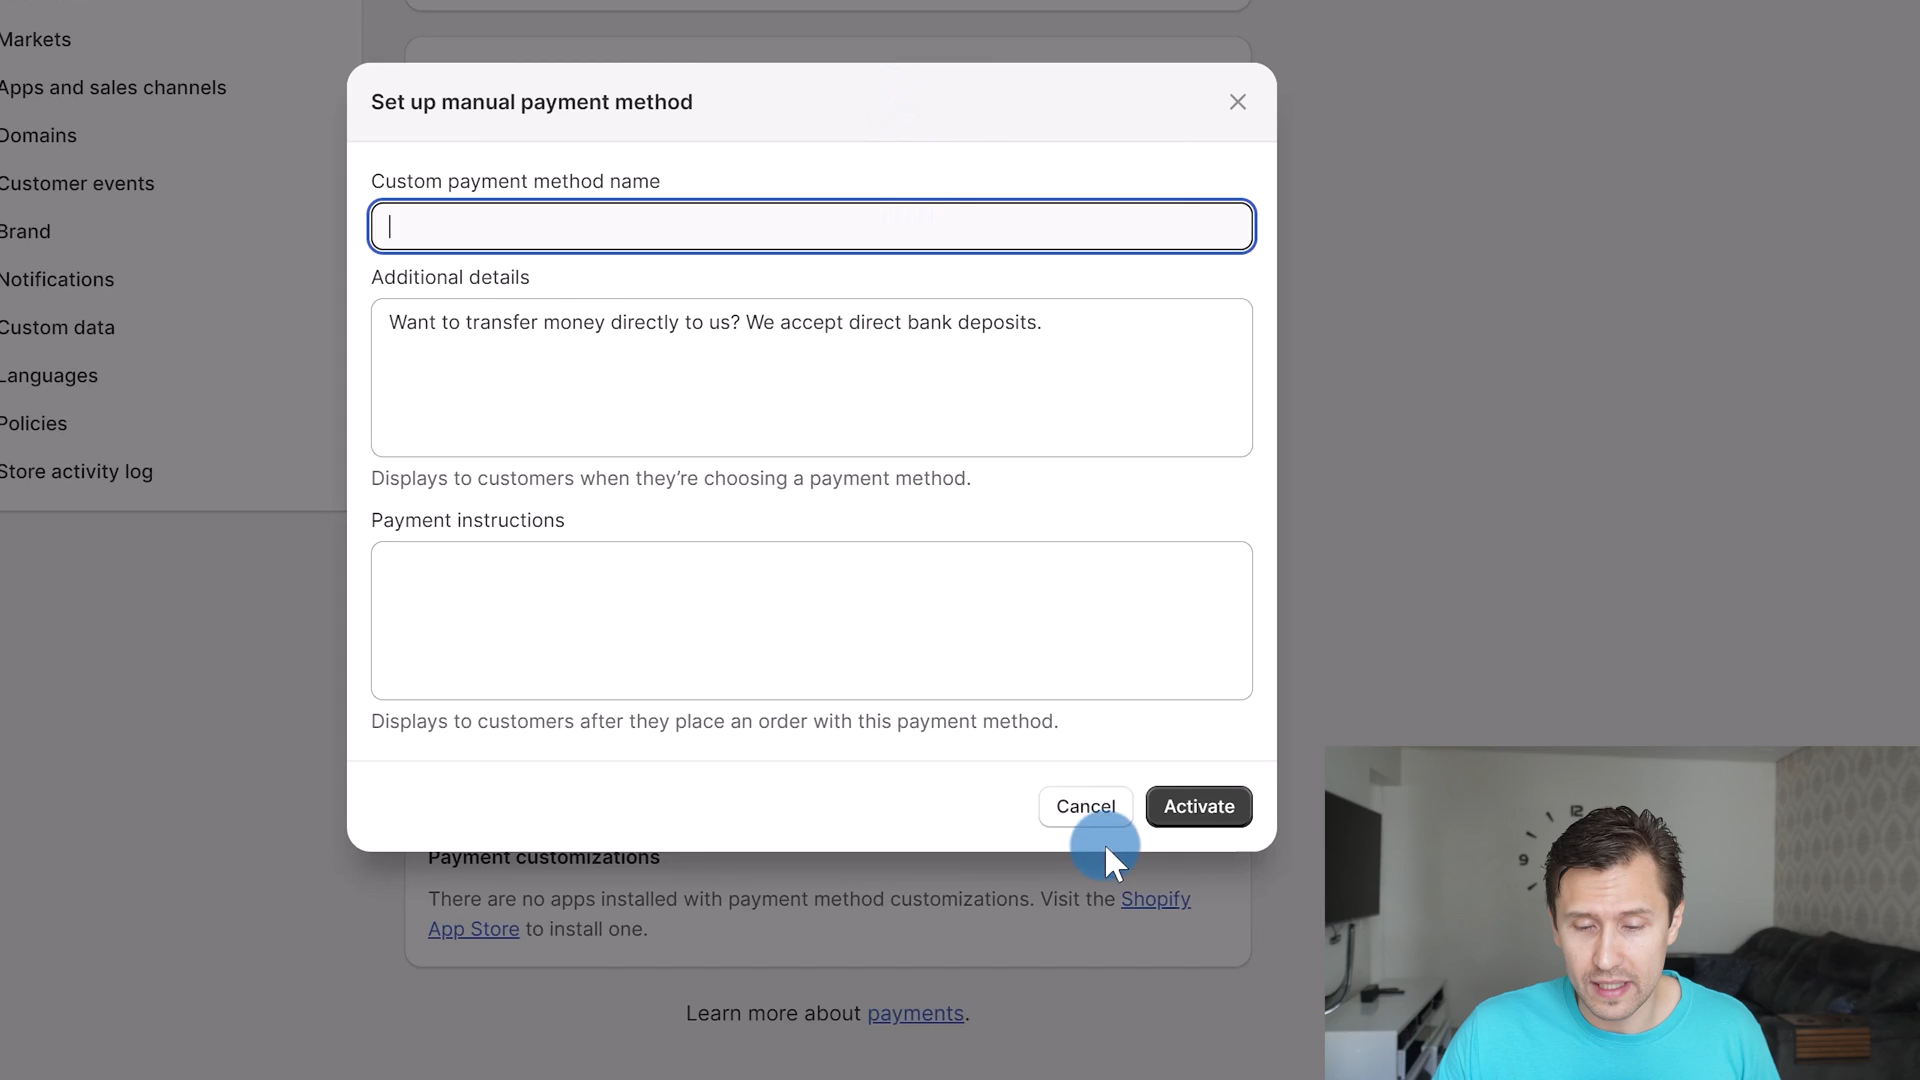 Markets
Apps and sales channels
Domains
Customer events
Brand
Notifications
Custom data
Languages
Policies
Store activity log
Set up manual payment method
Custom payment method name
Additional details
Want to transfer money directly to us? We accept direct bank deposits.
Displays to customers when they’re choosing a payment method.
Payment instructions
Displays to customers after they place an order with this payment method.
Cancel
Activate
Payment customizations
There are no apps installed with payment method customizations. Visit the Shopify
App Store to install one.
Learn more about payments.
12
9